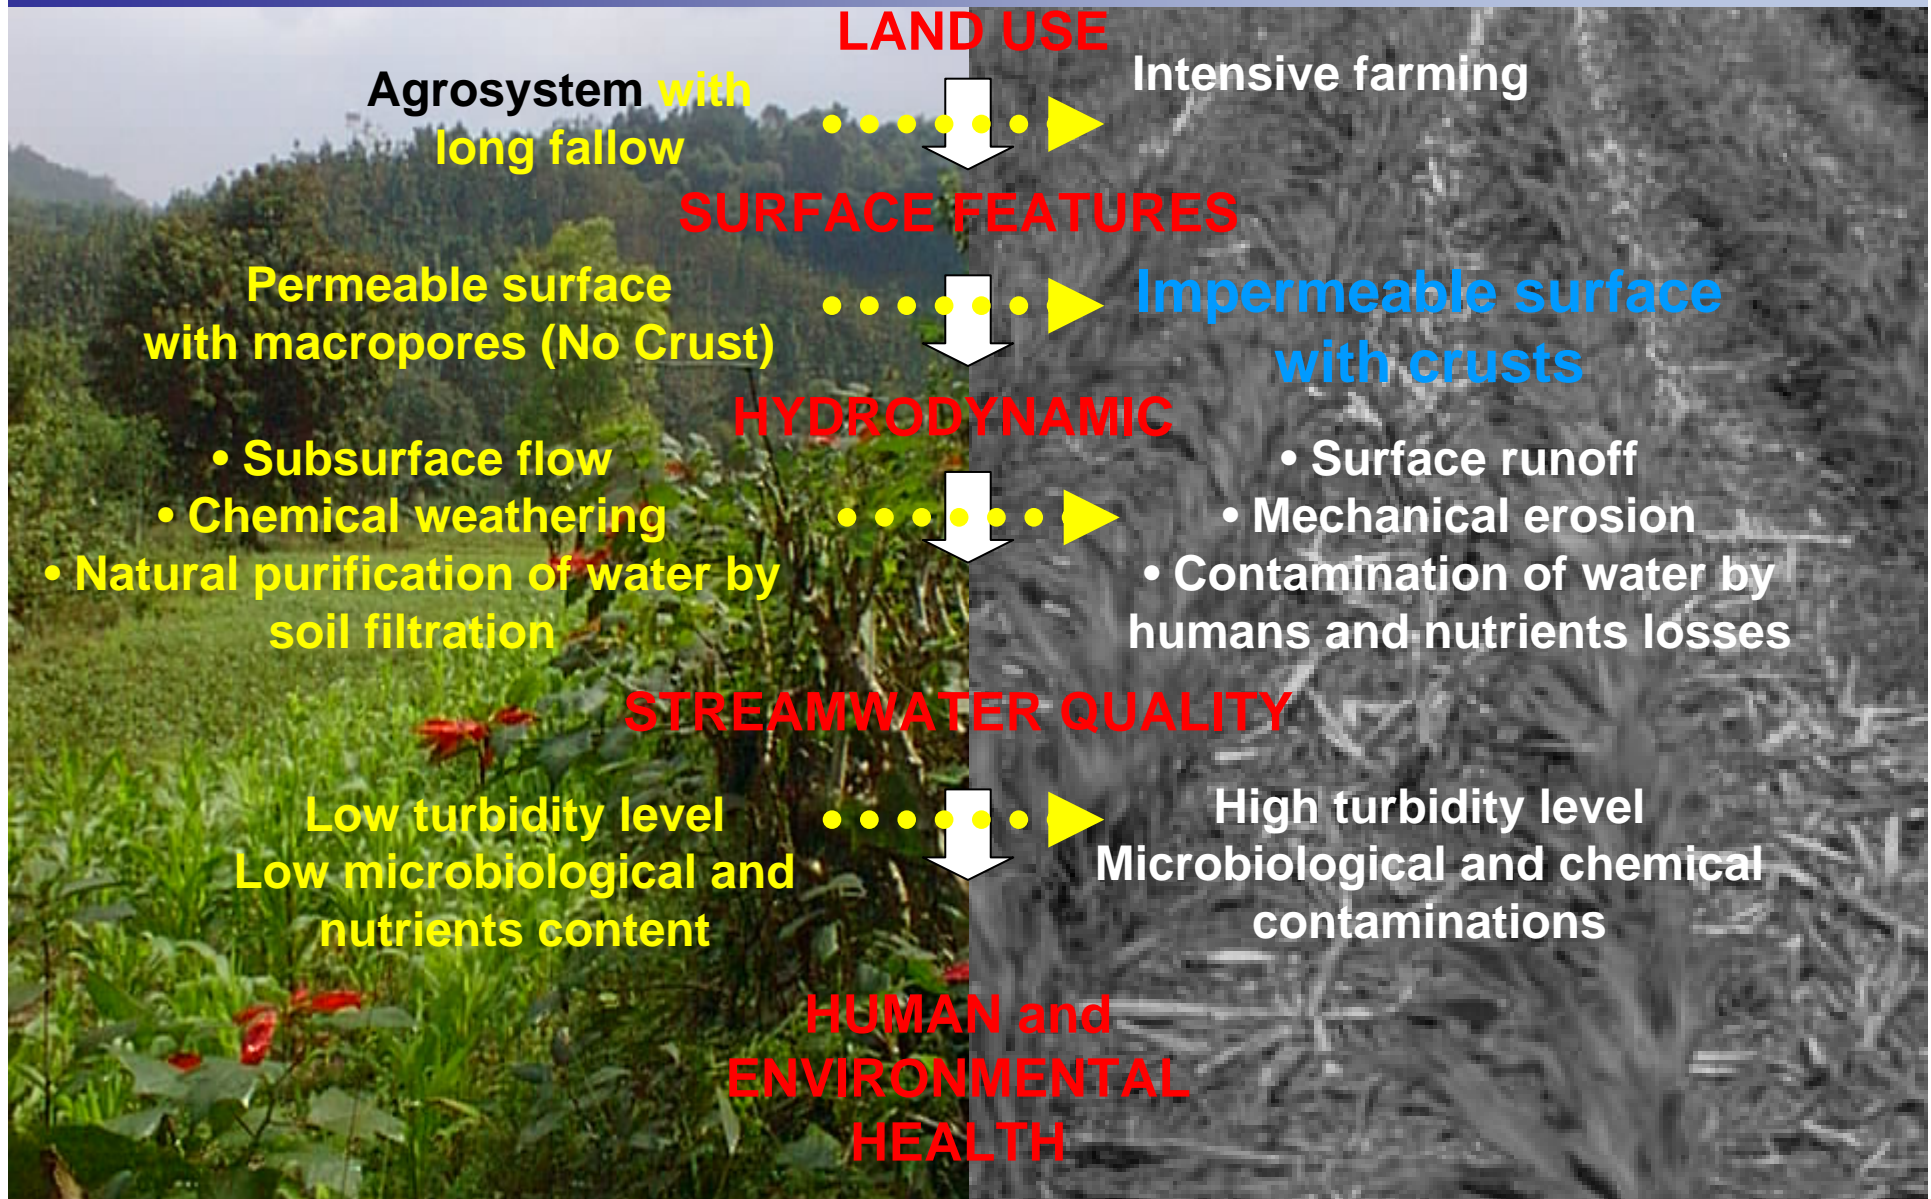 LAND USE
Agrosystem with
long fallow
Intensive farming
SURFACE FEATURES
Permeable surface
with macropores (No Crust)
Impermeable surface
with crusts
HYDRODYNAMIC
• Subsurface flow
• Chemical weathering
• Natural purification of water by
soil filtration
• Surface runoff
• Mechanical erosion
• Contamination of water by
humans and nutrients losses
STREAMWATER QUALITY
Low turbidity level
Low microbiological and
nutrients content
High turbidity level
Microbiological and chemical
contaminations
HUMAN and
ENVIRONMENTAL
HEALTH